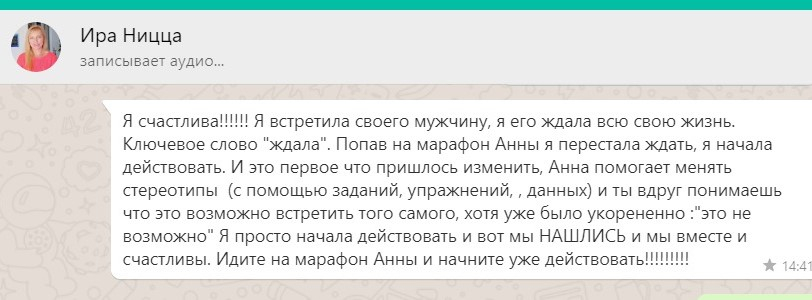 Ира Ницца
записывает аудио...
Я счастлива!!!!!! Я встретила своего мужчину, я его ждала всю свою жизнь.
Ключевое слово "ждала". Попав на марафон Анны я перестала ждать, я начала
действовать. И это первое что пришлось изменить, Анна помогает менять
стереотипы (с помощью заданий, упражнений, , данных) и ты вдруг понимаешь
что это возможно встретить того самого, хотя уже было укорененно :"это не
возможно" Я просто начала действовать и вот мы НАШЛИСЬ и мы вместе и
счастливы. Идите на марафон Анны и начните уже действовать!!!!!!!!!
14:41